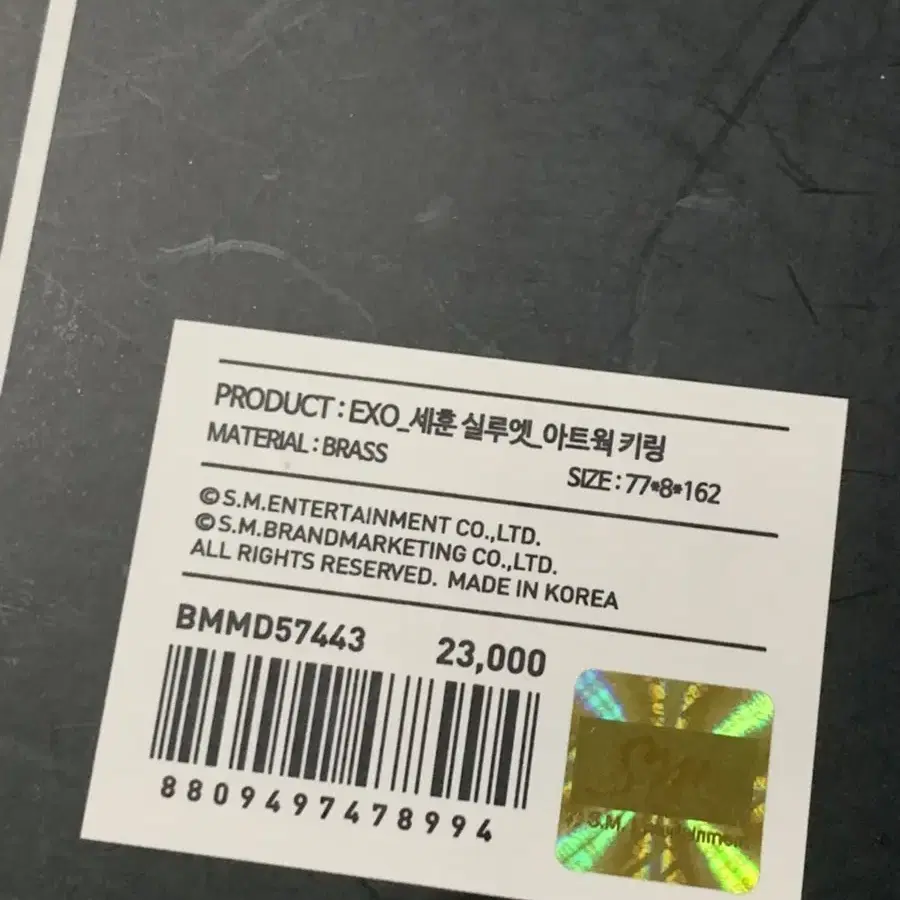 PRODUCT : EXO_세훈 실루엣_아트웍 키링
MATERIAL : BRASS
SIZE : 77*8*162
©S.M.ENTERTAINMENT CO.,LTD.
©S.M.BRANDMARKETING CO.,LTD.
ALL RIGHTS RESERVED. MADE IN KOREA
BMMD57443 23,000
8809497478994
S.M.